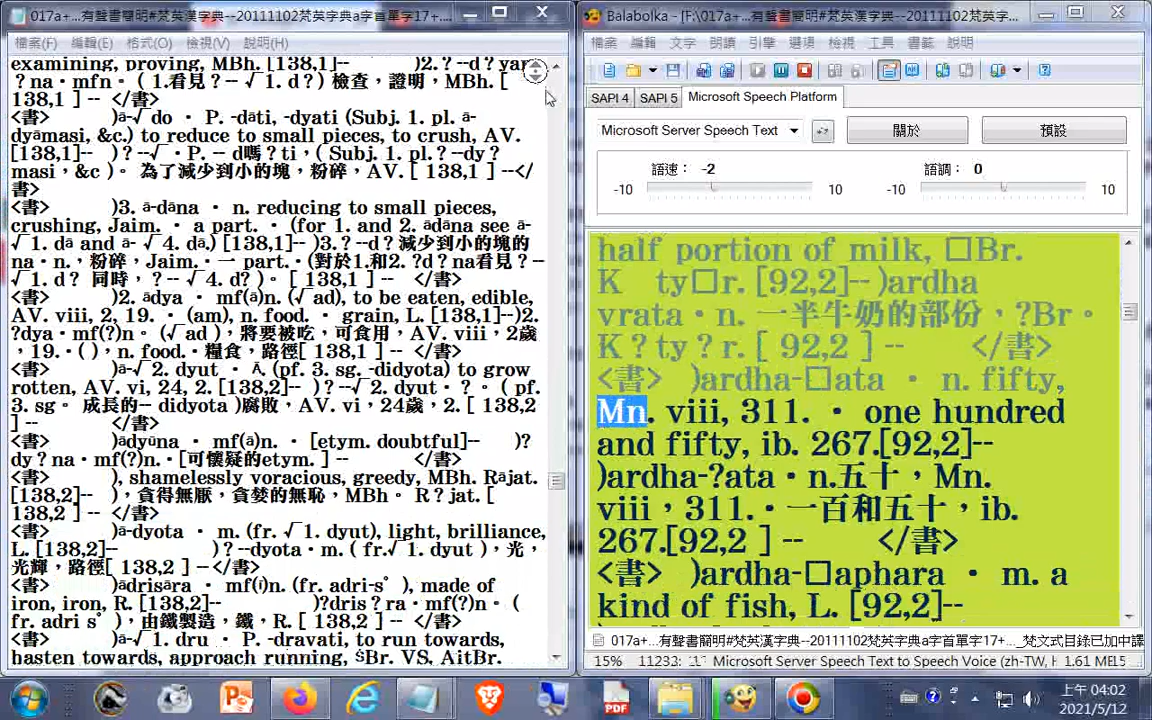 有聲書簡明#梵英漢字典--20111102梵英字典a字首單字17+...
檔案(F) 編輯(E) 格式(O) 檢視(V) 說明(H)
examining, proving, MBh. [138,1]-- )2.?--d?yan
?na‧mfn‧ ( 1.看見?--√1. d?) 檢查，證明，MBh. [
138,1 ] -- </書>
<書> )ā-√do ‧ P. -dāti, -dyati (Subj. 1. pl. ā-
dyāmasi, &c.) to reduce to small pieces, to crush, AV.
[138,1]--)?--√‧P. -- d嗎?ti，( Subj. 1. pl.?--dy?
masi，&c )。 為了減少到小的塊，粉碎，AV. [ 138,1 ] --</
書>
<書> )3. ā-dāna ‧ n. reducing to small pieces,
crushing, Jaim. ‧ a part. ‧ (for 1. and 2. ādāna see ā-
√1. dā and ā- √4. dā.) [138,1]-- )3.?--d?減少到小的塊的
na‧n.，粉碎，Jaim.‧一 part.‧(對於1.和2. ?d?na看見?--
√1. d? 同時，?--√4. d?)。[ 138,1 ] -- </書>
<書> )2. ādya ‧ mf(ā)n. (√ad), to be eaten, edible,
AV. viii, 2, 19. ‧ (am), n. food. ‧ grain, L. [138,1]--)2.
?dya‧mf(?)n。(√ad )，將要被吃，可食用，AV. viii，2歲
，19.‧( )，n. food.‧糧食，路徑[ 138,1 ] -- </書>
<書> )ā-√2. dyut ‧ Ā. (pf. 3. sg. -didyota) to grow
rotten, AV. vi, 24, 2. [138,2]-- )?--√2. dyut‧?。( pf.
3. sg。 成長的-- didyota )腐敗，AV. vi，24歲，2. [ 138,2
] -- </書>
<書> )ādyūna ‧ mf(ā)n. ‧ [etym. doubtful]-- )?
dy?na‧mf(?)n.‧[可懷疑的etym. ] -- </書>
<書> ), shamelessly voracious, greedy, MBh. Rājat.
[138,2]-- )，貪得無厭，貪婪的無恥，MBh。R?jat. [
138,2 ] -- </書>
<書> )ā-dyota ‧ m. (fr. √1. dyut), light, brilliance,
L. [138,2]-- )?--dyota‧m. ( fr.√1. dyut )，光，
光輝，路徑[ 138,2 ] --</書>
<書> )ādrisāra ‧ mf(ī)n. (fr. adri-s°), made of
iron, iron, R. [138,2]-- )?dris?ra‧mf(?)n‧(
fr. adri s°)，由鐵製造，鐵，R. [ 138,2 ] -- </書>
<書> )ā-√1. dru ‧ P. -dravati, to run towards,
hasten towards, approach running, ŚBr. VS. AitBr.
Balabolka - [F:\017a+...有聲書簡明#梵英漢字典--20111102梵英字...
檔案 編輯 文字 朗讀 引擎 選項 檢視 工具 書籤 說明
SAPI 4 SAPI 5 Microsoft Speech Platform
Microsoft Server Speech Text 關於 預設
語速： -2 語調： 0
-10 10 -10 10
half portion of milk, □Br.
K ty□r. [92,2]-- )ardha
vrata‧n. 一半牛奶的部份，?Br。
K?ty?r. [ 92,2 ] -- </書>
<書> )ardha-□ata ‧ n. fifty,
Mn. viii, 311. ‧ one hundred
and fifty, ib. 267.[92,2]--
)ardha-?ata‧n.五十，Mn.
viii，311.‧一百和五十，ib.
267.[92,2 ] -- </書>
<書> )ardha-□aphara ‧ m. a
kind of fish, L. [92,2]--
017a+...有聲書簡明#梵英漢字典--20111102梵英字典a字首單字17+..._梵文式目錄已加中譯
15% 11233: Microsoft Server Speech Text to Speech Voice (zh-TW, 1.61
上午 04:02
2021/5/12